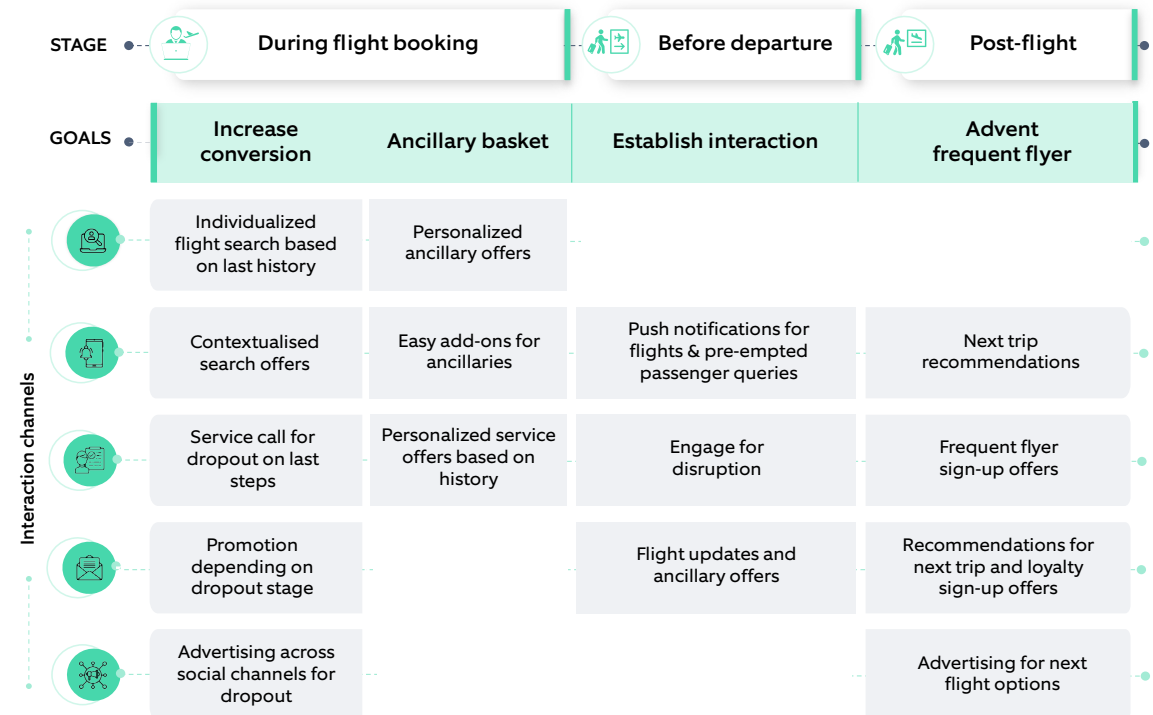 STAGE
During flight booking
Before departure
Post-flight
GOALS
Increase
conversion
Ancillary basket
Establish interaction
Advent
frequent flyer
Interaction channels
Individualized
flight search based
on last history
Personalized
ancillary offers
Contextualised
search offers
Easy add-ons for
ancillaries
Push notifications for
flights & pre-empted
passenger queries
Next trip
recommendations
Service call for
dropout on last
steps
Personalized service
offers based on
history
Engage for
disruption
Frequent flyer
sign-up offers
Promotion
depending on
dropout stage
Flight updates and
ancillary offers
Recommendations for
next trip and loyalty
sign-up offers
Advertising across
social channels for
dropout
Advertising for next
flight options